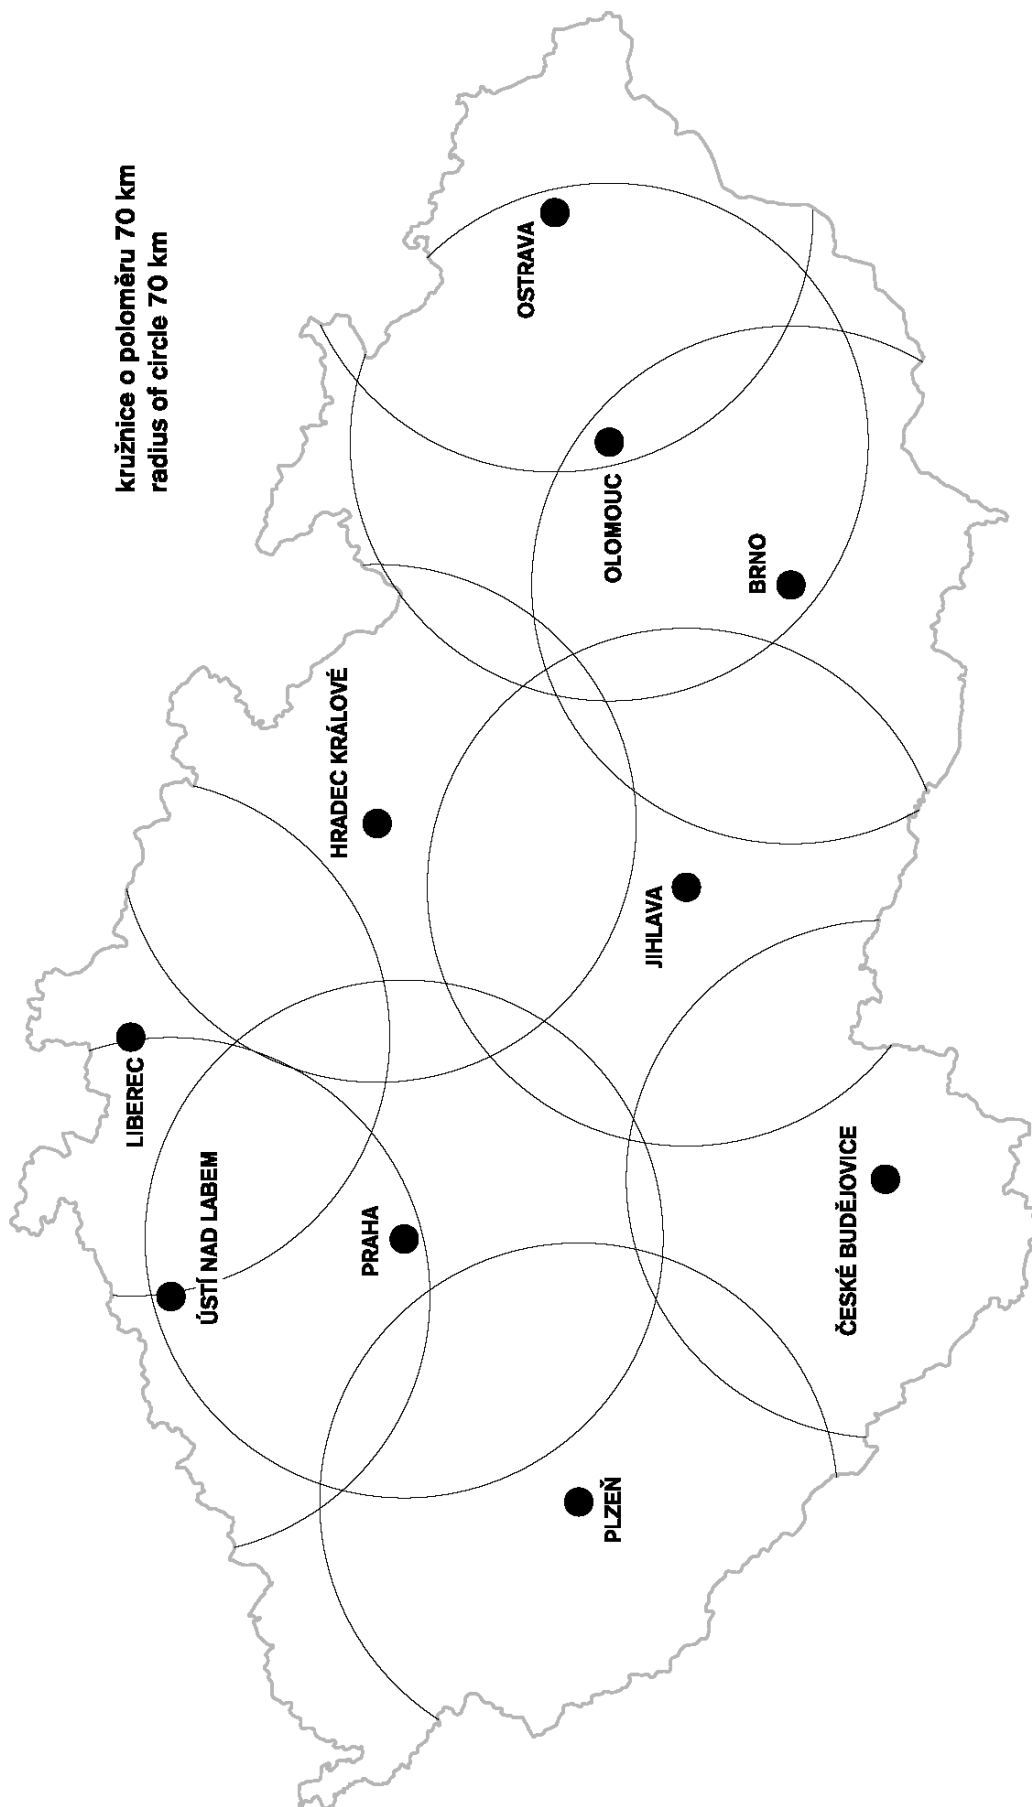 kružnice o poloměru 70 km
radius of circle 70 km
LIBEREC
ÚSTÍ NAD LABEM
HRADEC KRÁLOVÉ
PRAHA
OSTRAVA
PLZEŇ
OLOMOUC
JIHLAVA
BRNO
ČESKÉ BUDĚJOVICE